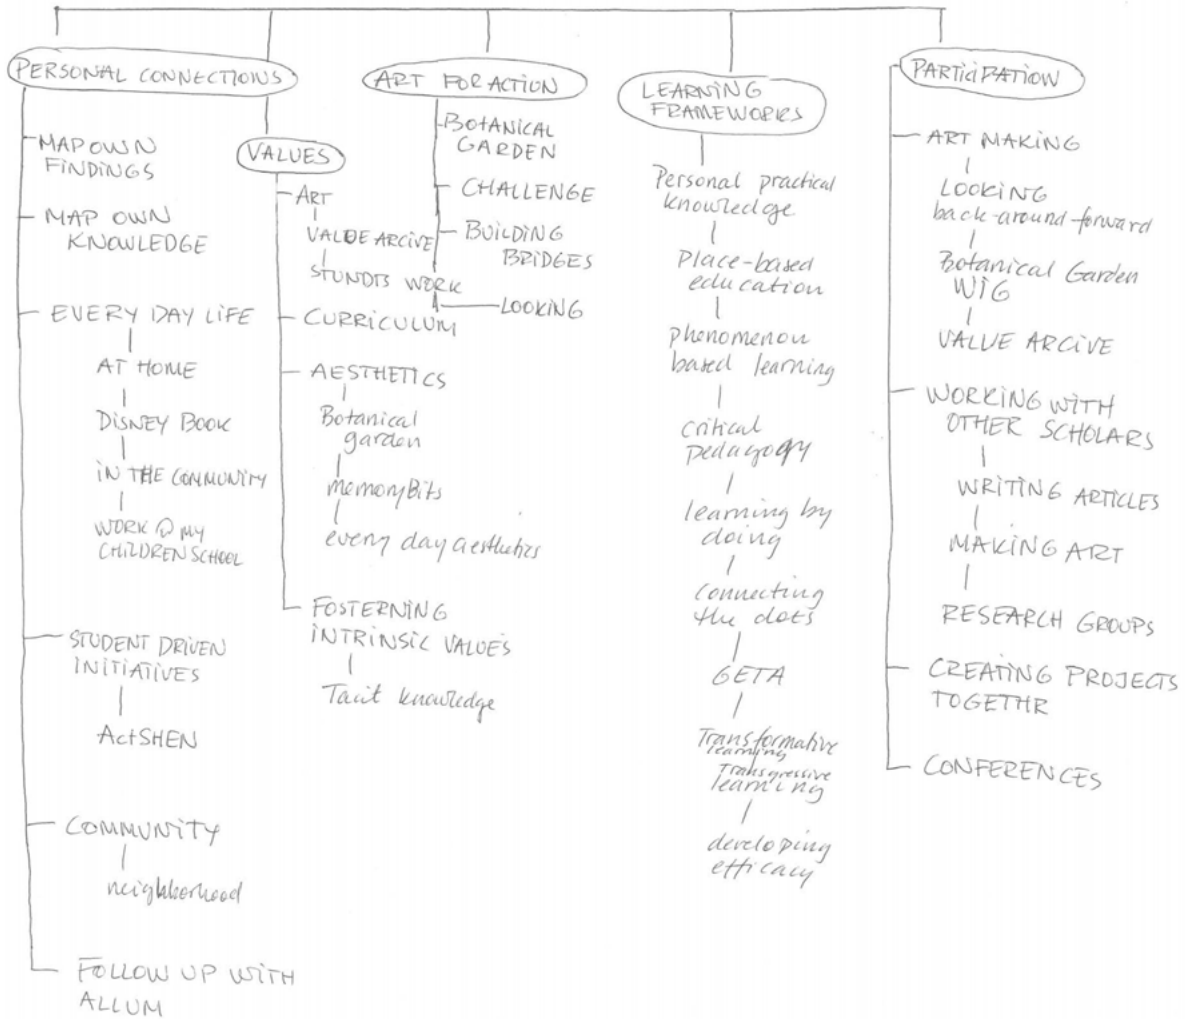 PERSONAL CONNECTIONS
MAP OWN
FINDINGS
MAP OWN
KNOWLEDGE
EVERY DAY LIFE
AT HOME
DISNEY BOOK
IN THE COMMUNITY
WORK @ MY
CHILDREN SCHOOL
STUDENT DRIVEN
INITIATIVES
ActSHEN
COMMUNITY
neighborhood
FOLLOW UP WITH
ALLUM
VALUES
ART
VALUE ARCIVE
STUNDTS WORK
CURRICULUM
AESTHETICS
Botanical
garden
memoryBits
every day aesthetics
FOSTERNING
INTRINSIC VALUES
Tacit knowledge
ART FOR ACTION
BOTANICAL
GARDEN
CHALLENGE
BUILDING
BRIDGES
LOOKING
LEARNING
FRAMEWORKS
Personal practical
knowledge
Place-based
education
phenomenon
based learning
critical
pedagogy
learning by
doing
connecting
the dots
GETA
Transformative
learning
Transgressive
learning
developing
efficacy
PARTICIPATION
ART MAKING
LOOKING
back-around-forward
Botanical Garden
WIG
VALUE ARCIVE
WORKING WITH
OTHER SCHOLARS
WRITING ARTICLES
MAKING ART
RESEARCH GROUPS
CREATING PROJECTS
TOGETHR
CONFERENCES